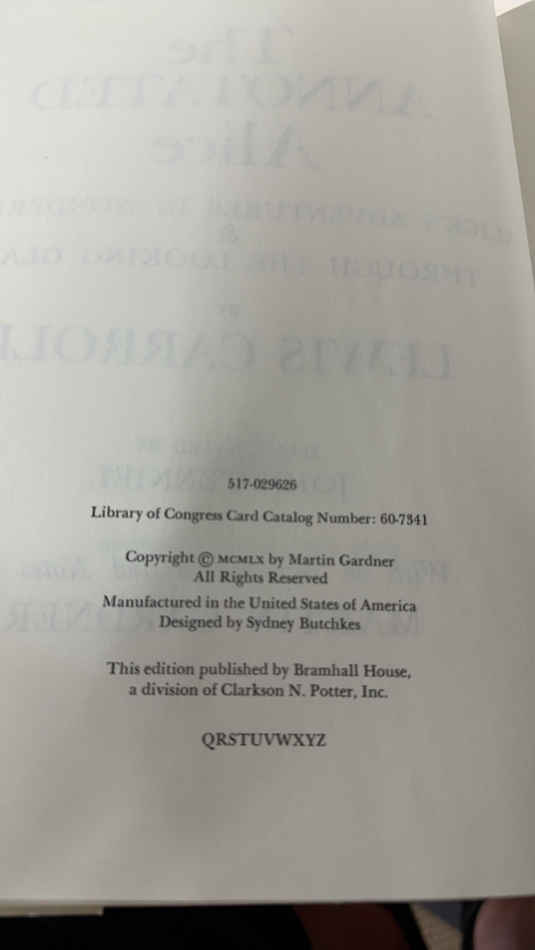 517-029626
Library of Congress Card Catalog Number: 60-7341
Copyright © MCMLX by Martin Gardner
All Rights Reserved
Manufactured in the United States of America
Designed by Sydney Butchkes
This edition published by Bramhall House,
a division of Clarkson N. Potter, Inc.
QRSTUVWXYZ